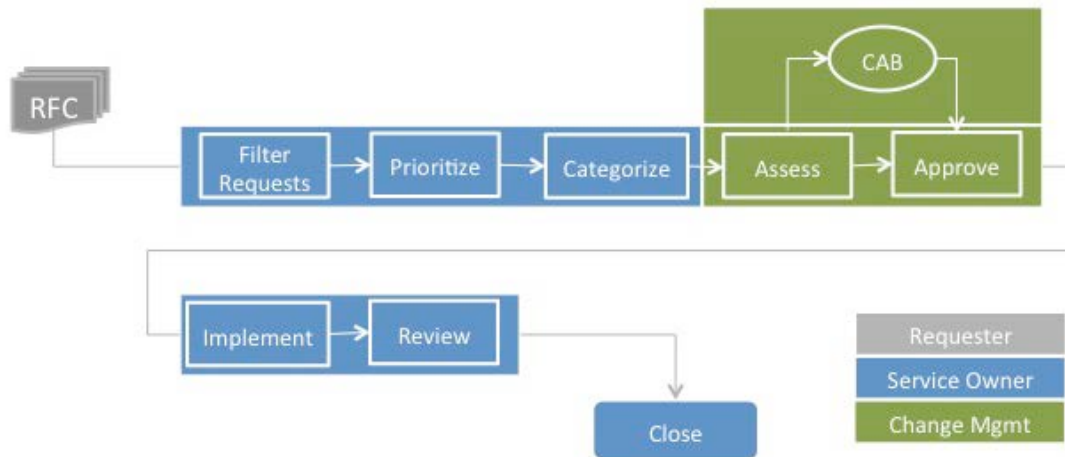 RFC
CAB
Filter
Requests
Prioritize
Categorize
Assess
Approve
Implement
Review
Close
Requester
Service Owner
Change Mgmt